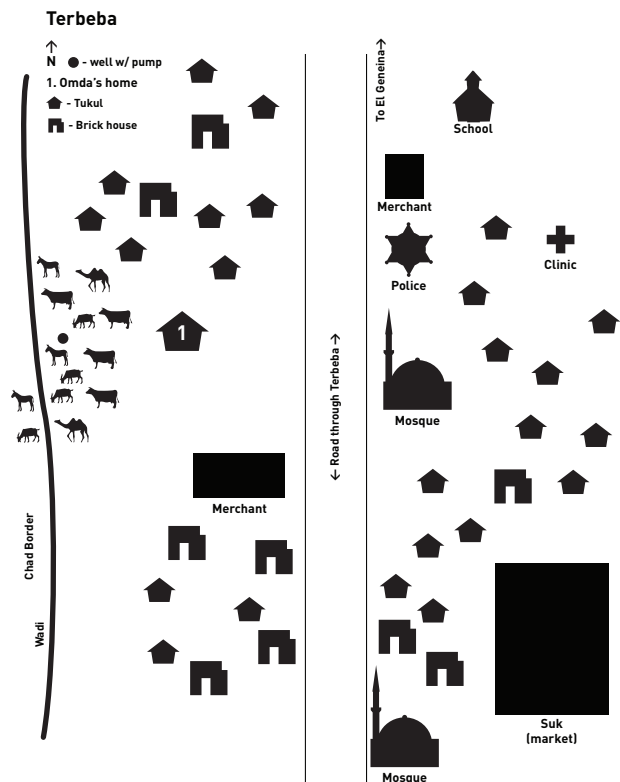 Terbeba
N
- well w/ pump
1. Omda's home
- Tukul
- Brick house
To El Geneina→
School
Merchant
Police
Clinic
1
← Road through Terbeba →
Mosque
Merchant
Chad Border
Wadi
Suk
(market)
Mosque